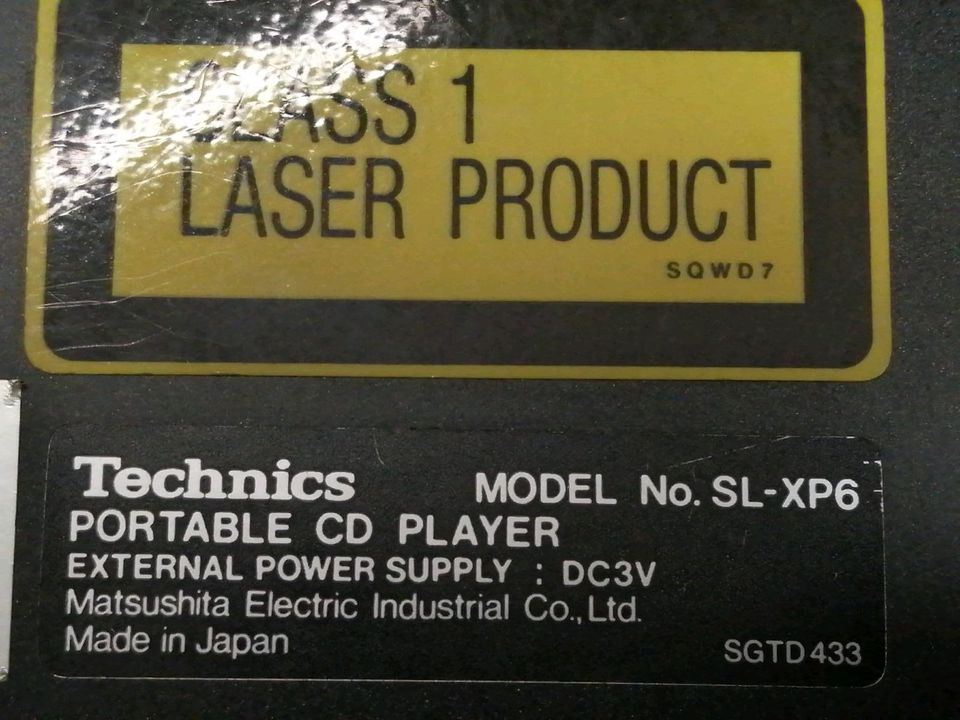 CLASS 1
LASER PRODUCT
SQWD7
Technics MODEL No. SL-XP6
PORTABLE CD PLAYER
EXTERNAL POWER SUPPLY : DC3V
Matsushita Electric Industrial Co., Ltd.
Made in Japan SGTD433